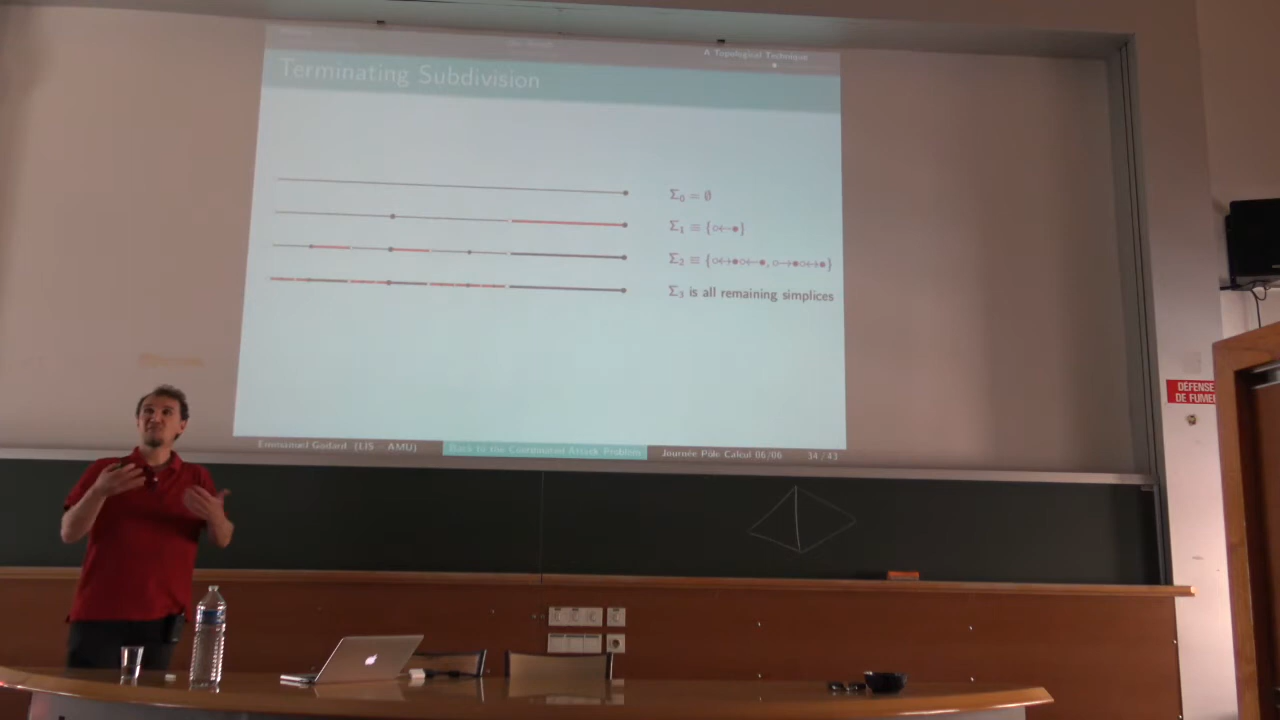 A Topological Technique
Terminating Subdivision
Σ₀ = ∅
Σ₁ ≡ {○←●}
Σ₂ ≡ {○↔●○←●, ○→●○↔●}
Σ₃ is all remaining simplices
Emmanuel Godard (LIS – AMU)
Back to the Coordinated Attack Problem
Journée Pôle Calcul 06/06
34 / 43
DÉFENSE
DE FUME